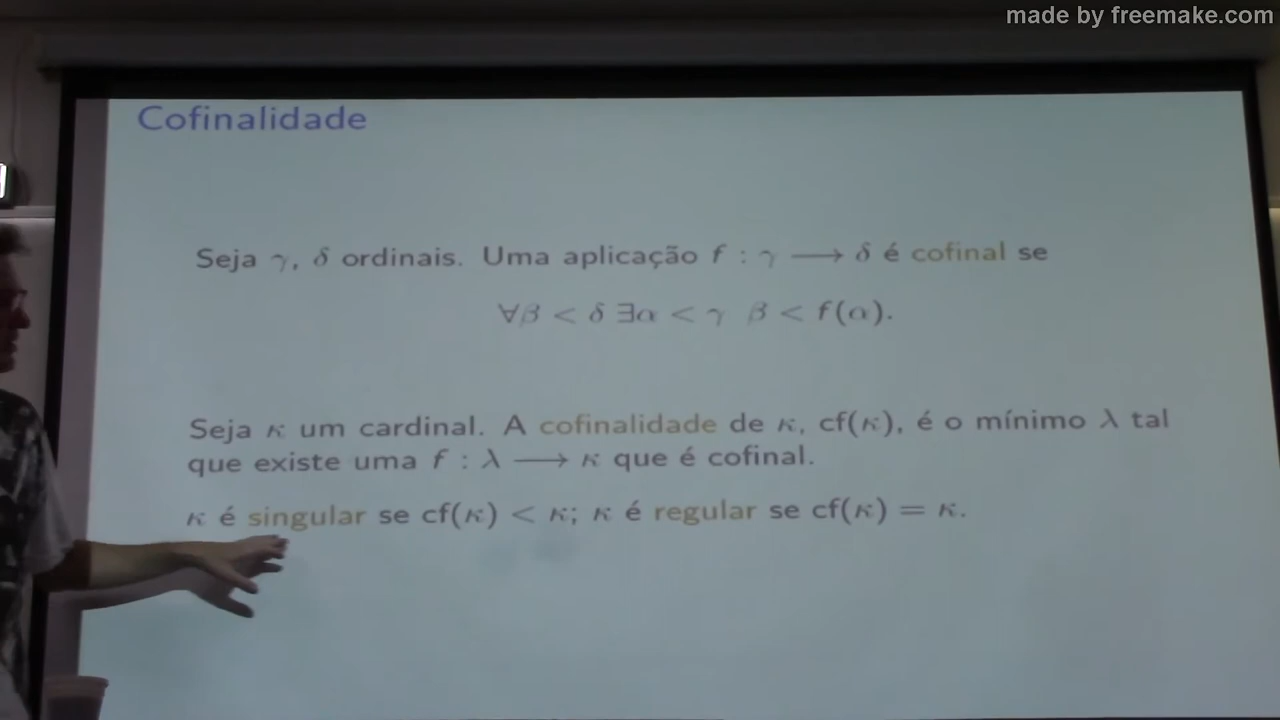 made by freemake.com
Cofinalidade
Seja γ, δ ordinais. Uma aplicação f : γ ⟶ δ é cofinal se
∀β < δ ∃α < γ β < f(α).
Seja κ um cardinal. A cofinalidade de κ, cf(κ), é o mínimo λ tal
que existe uma f : λ ⟶ κ que é cofinal.
κ é singular se cf(κ) < κ; κ é regular se cf(κ) = κ.